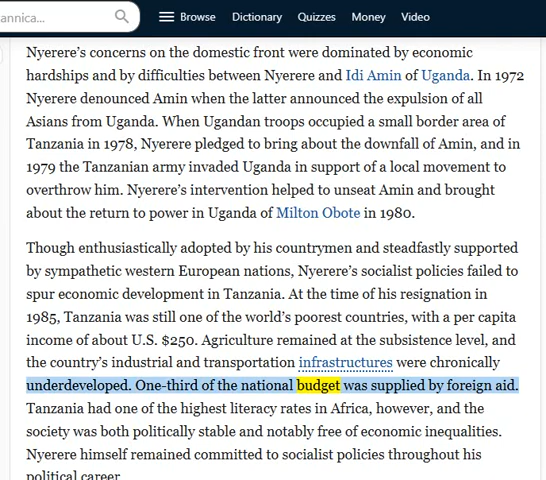 annica...
Browse
Dictionary
Quizzes
Money
Video
Nyerere’s concerns on the domestic front were dominated by economic
hardships and by difficulties between Nyerere and Idi Amin of Uganda. In 1972
Nyerere denounced Amin when the latter announced the expulsion of all
Asians from Uganda. When Ugandan troops occupied a small border area of
Tanzania in 1978, Nyerere pledged to bring about the downfall of Amin, and in
1979 the Tanzanian army invaded Uganda in support of a local movement to
overthrow him. Nyerere’s intervention helped to unseat Amin and brought
about the return to power in Uganda of Milton Obote in 1980.
Though enthusiastically adopted by his countrymen and steadfastly supported
by sympathetic western European nations, Nyerere’s socialist policies failed to
spur economic development in Tanzania. At the time of his resignation in
1985, Tanzania was still one of the world’s poorest countries, with a per capita
income of about U.S. $250. Agriculture remained at the subsistence level, and
the country’s industrial and transportation infrastructures were chronically
underdeveloped. One-third of the national budget was supplied by foreign aid.
Tanzania had one of the highest literacy rates in Africa, however, and the
society was both politically stable and notably free of economic inequalities.
Nyerere himself remained committed to socialist policies throughout his
political career.